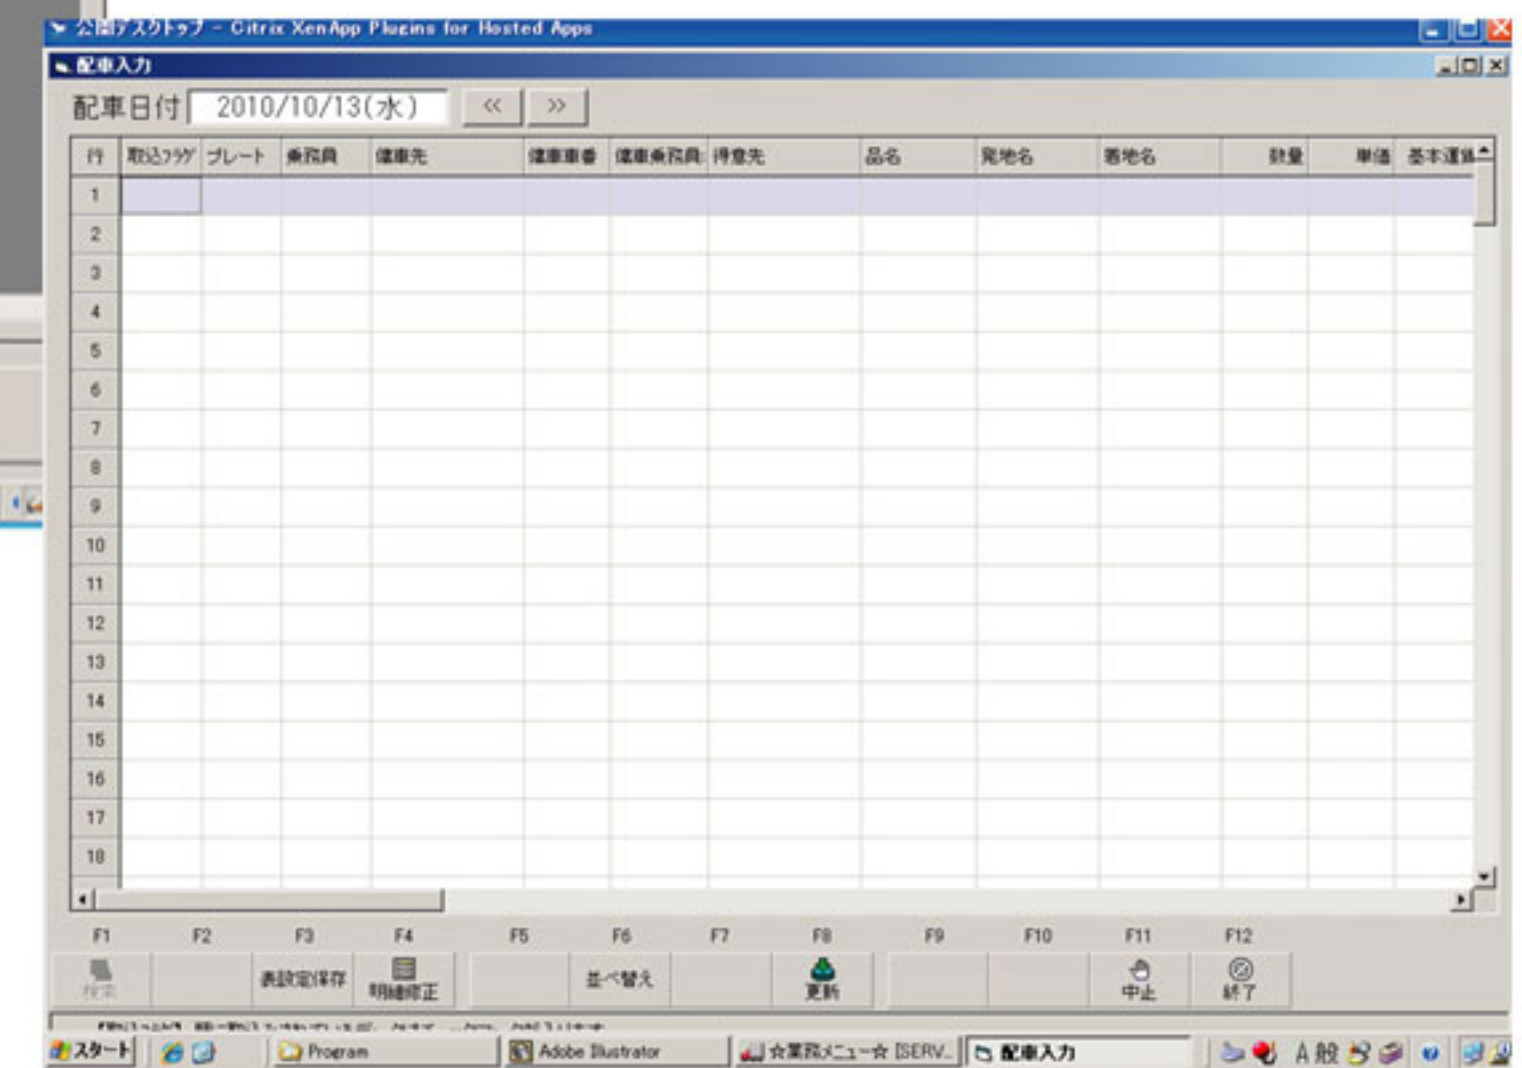 公開デスクトップ - Citrix XenApp Plugins for Hosted Apps
配車入力
配車日付 2010/10/13(水) << >>
行 取込フラグ プレート 乗務員 傭車先 傭車車番 傭車乗務員 得意先 品名 発地名 着地名 数量 単価 基本運賃
1
2
3
4
5
6
7
8
9
10
11
12
13
14
15
16
17
18
F1 F2 F3 F4 F5 F6 F7 F8 F9 F10 F11 F12
検索 表設定保存 明細修正 並べ替え 更新 中止 終了
スタート Program Adobe Illustrator ☆業務メニュー☆ [SERV... 配車入力 A 般